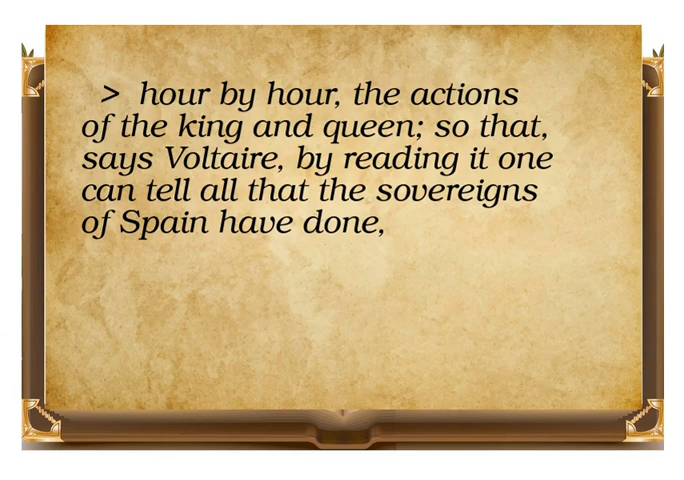 > hour by hour, the actions
of the king and queen; so that,
says Voltaire, by reading it one
can tell all that the sovereigns
of Spain have done,